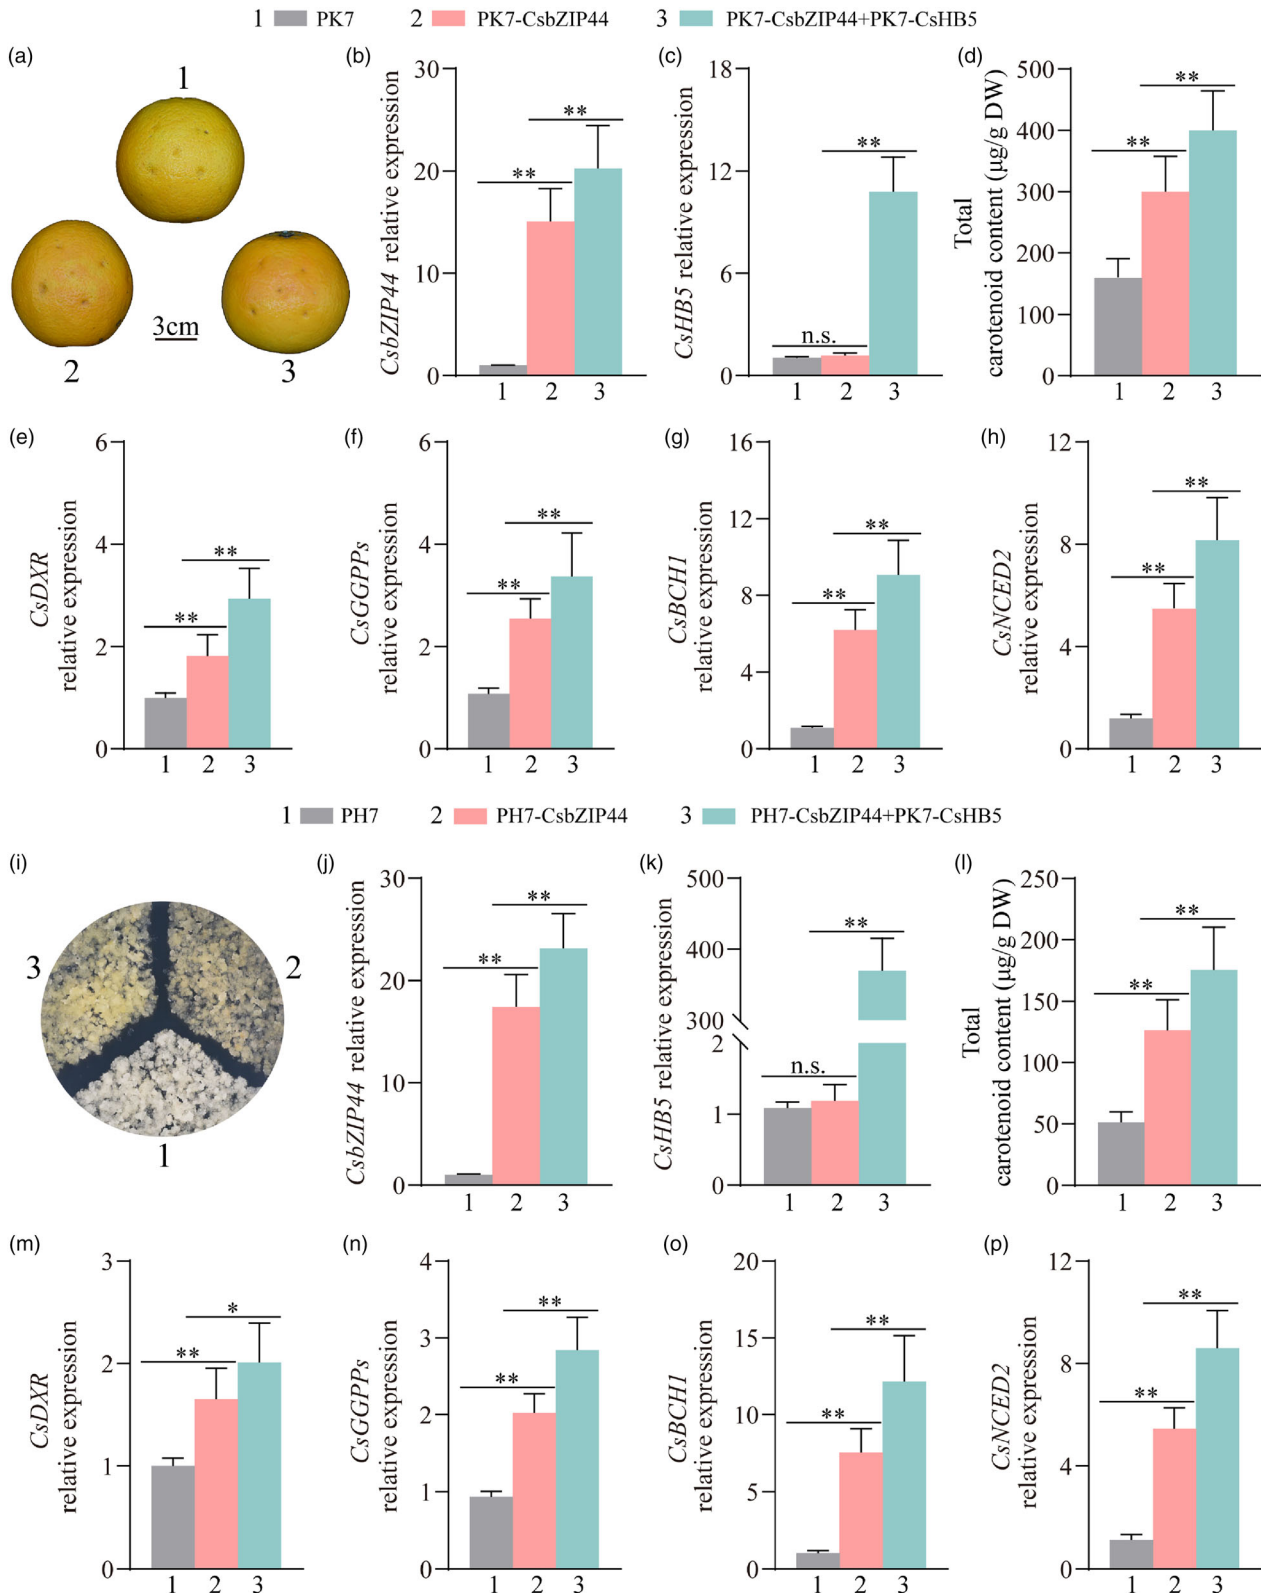 1 PK7 2 PK7-CsbZIP44 3 PK7-CsbZIP44+PK7-CsHB5
(a)
1
2
3
3cm
(b)
CsbZIP44 relative expression
30
20
10
0
**
**
1 2 3
(c)
CsHB5 relative expression
18
12
6
0
n.s.
**
1 2 3
(d)
Total
carotenoid content (μg/g DW)
500
400
300
200
100
0
**
**
1 2 3
(e)
CsDXR
relative expression
6
4
2
0
**
**
1 2 3
(f)
CsGGPPs
relative expression
6
4
2
0
**
**
1 2 3
(g)
CsBCH1
relative expression
16
12
8
4
0
**
**
1 2 3
(h)
CsNCED2
relative expression
12
8
4
0
**
**
1 2 3
1 PH7 2 PH7-CsbZIP44 3 PH7-CsbZIP44+PK7-CsHB5
(i)
3
2
1
(j)
CsbZIP44 relative expression
30
20
10
0
**
**
1 2 3
(k)
CsHB5 relative expression
500
400
300
2
1
0
n.s.
**
1 2 3
(l)
Total
carotenoid content (μg/g DW)
250
200
150
100
50
0
**
**
1 2 3
(m)
CsDXR
relative expression
3
2
1
0
**
*
1 2 3
(n)
CsGGPPs
relative expression
4
3
2
1
0
**
**
1 2 3
(o)
CsBCH1
relative expression
20
15
10
5
0
**
**
1 2 3
(p)
CsNCED2
relative expression
12
8
4
0
**
**
1 2 3